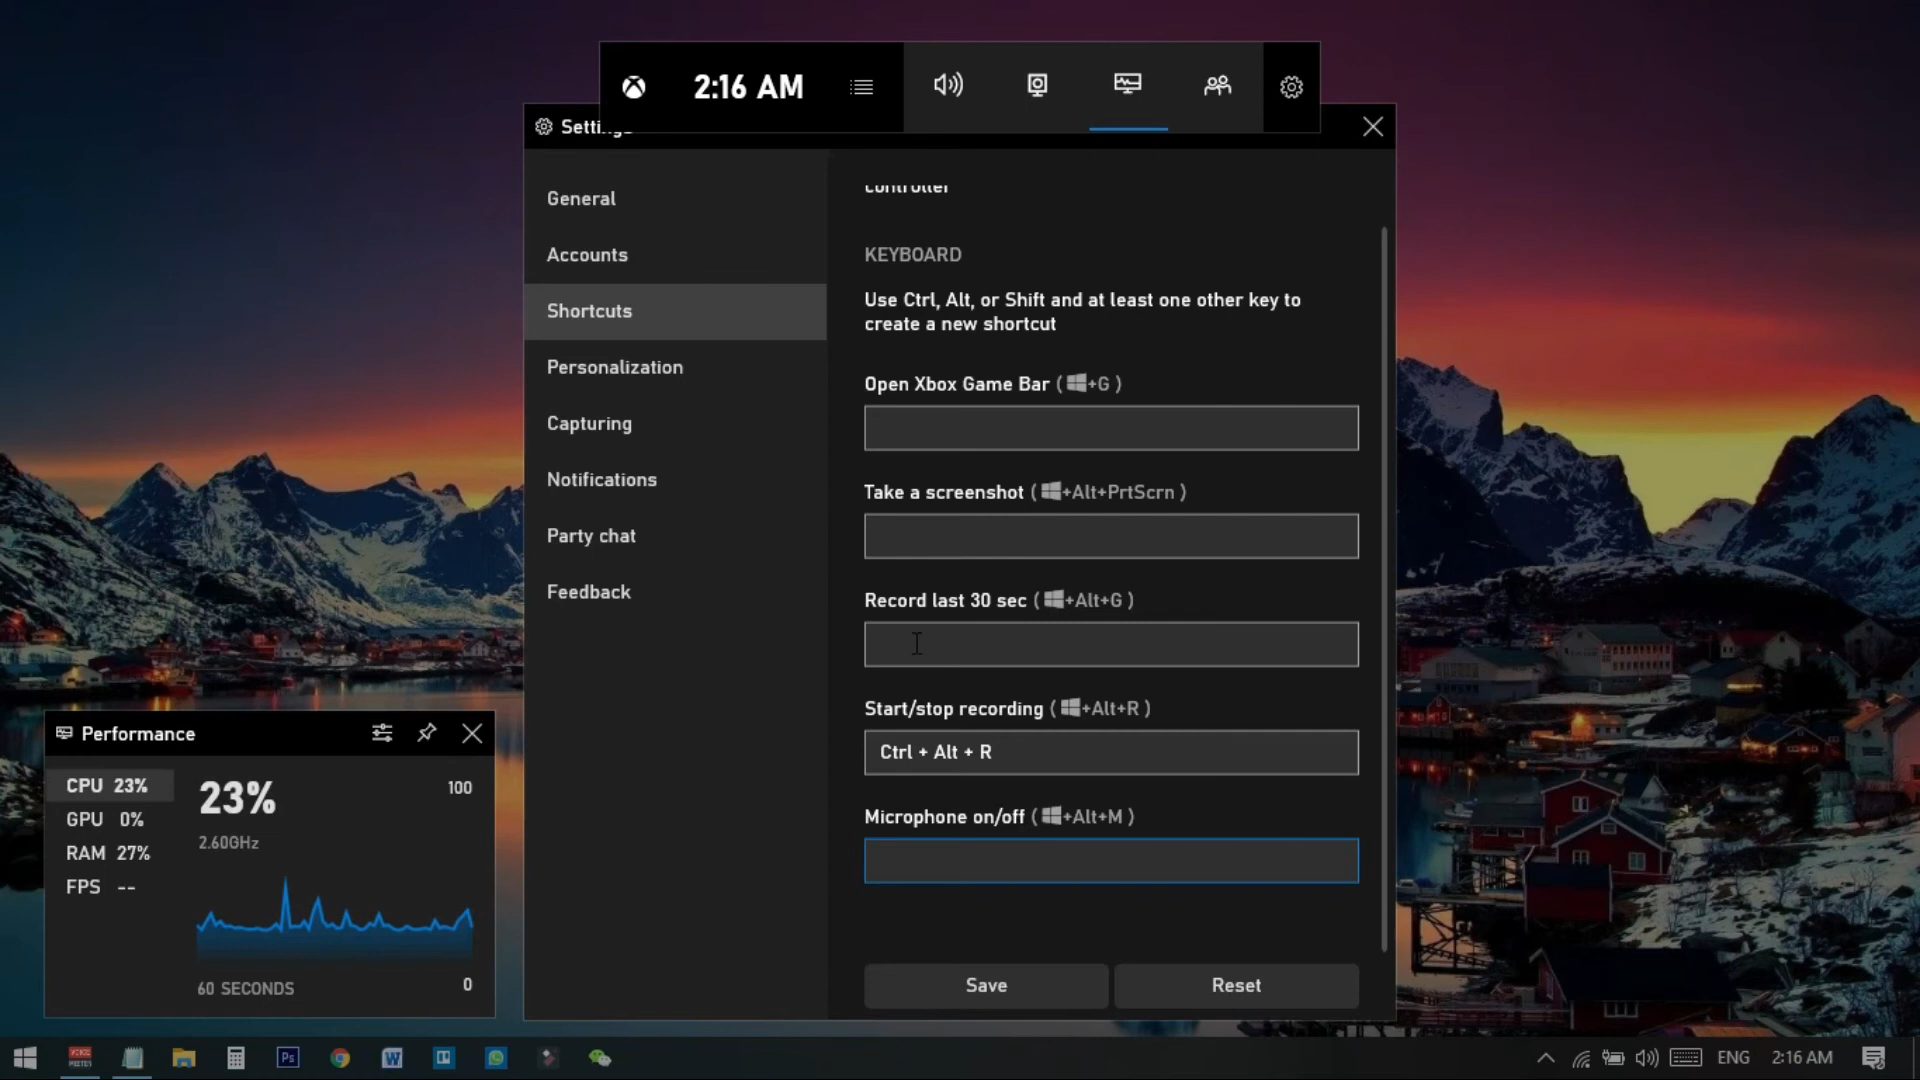 2:16 AM
Settings
General
Accounts
Shortcuts
Personalization
Capturing
Notifications
Party chat
Feedback
controller
KEYBOARD
Use Ctrl, Alt, or Shift and at least one other key to
create a new shortcut
Open Xbox Game Bar ( +G )
Take a screenshot ( +Alt+PrtScrn )
Record last 30 sec ( +Alt+G )
Start/stop recording ( +Alt+R )
Ctrl + Alt + R
Microphone on/off ( +Alt+M )
Save
Reset
Performance
CPU 23%
GPU 0%
RAM 27%
FPS --
23%
100
2.60GHz
60 SECONDS
0
Ps
W
ENG
2:16 AM